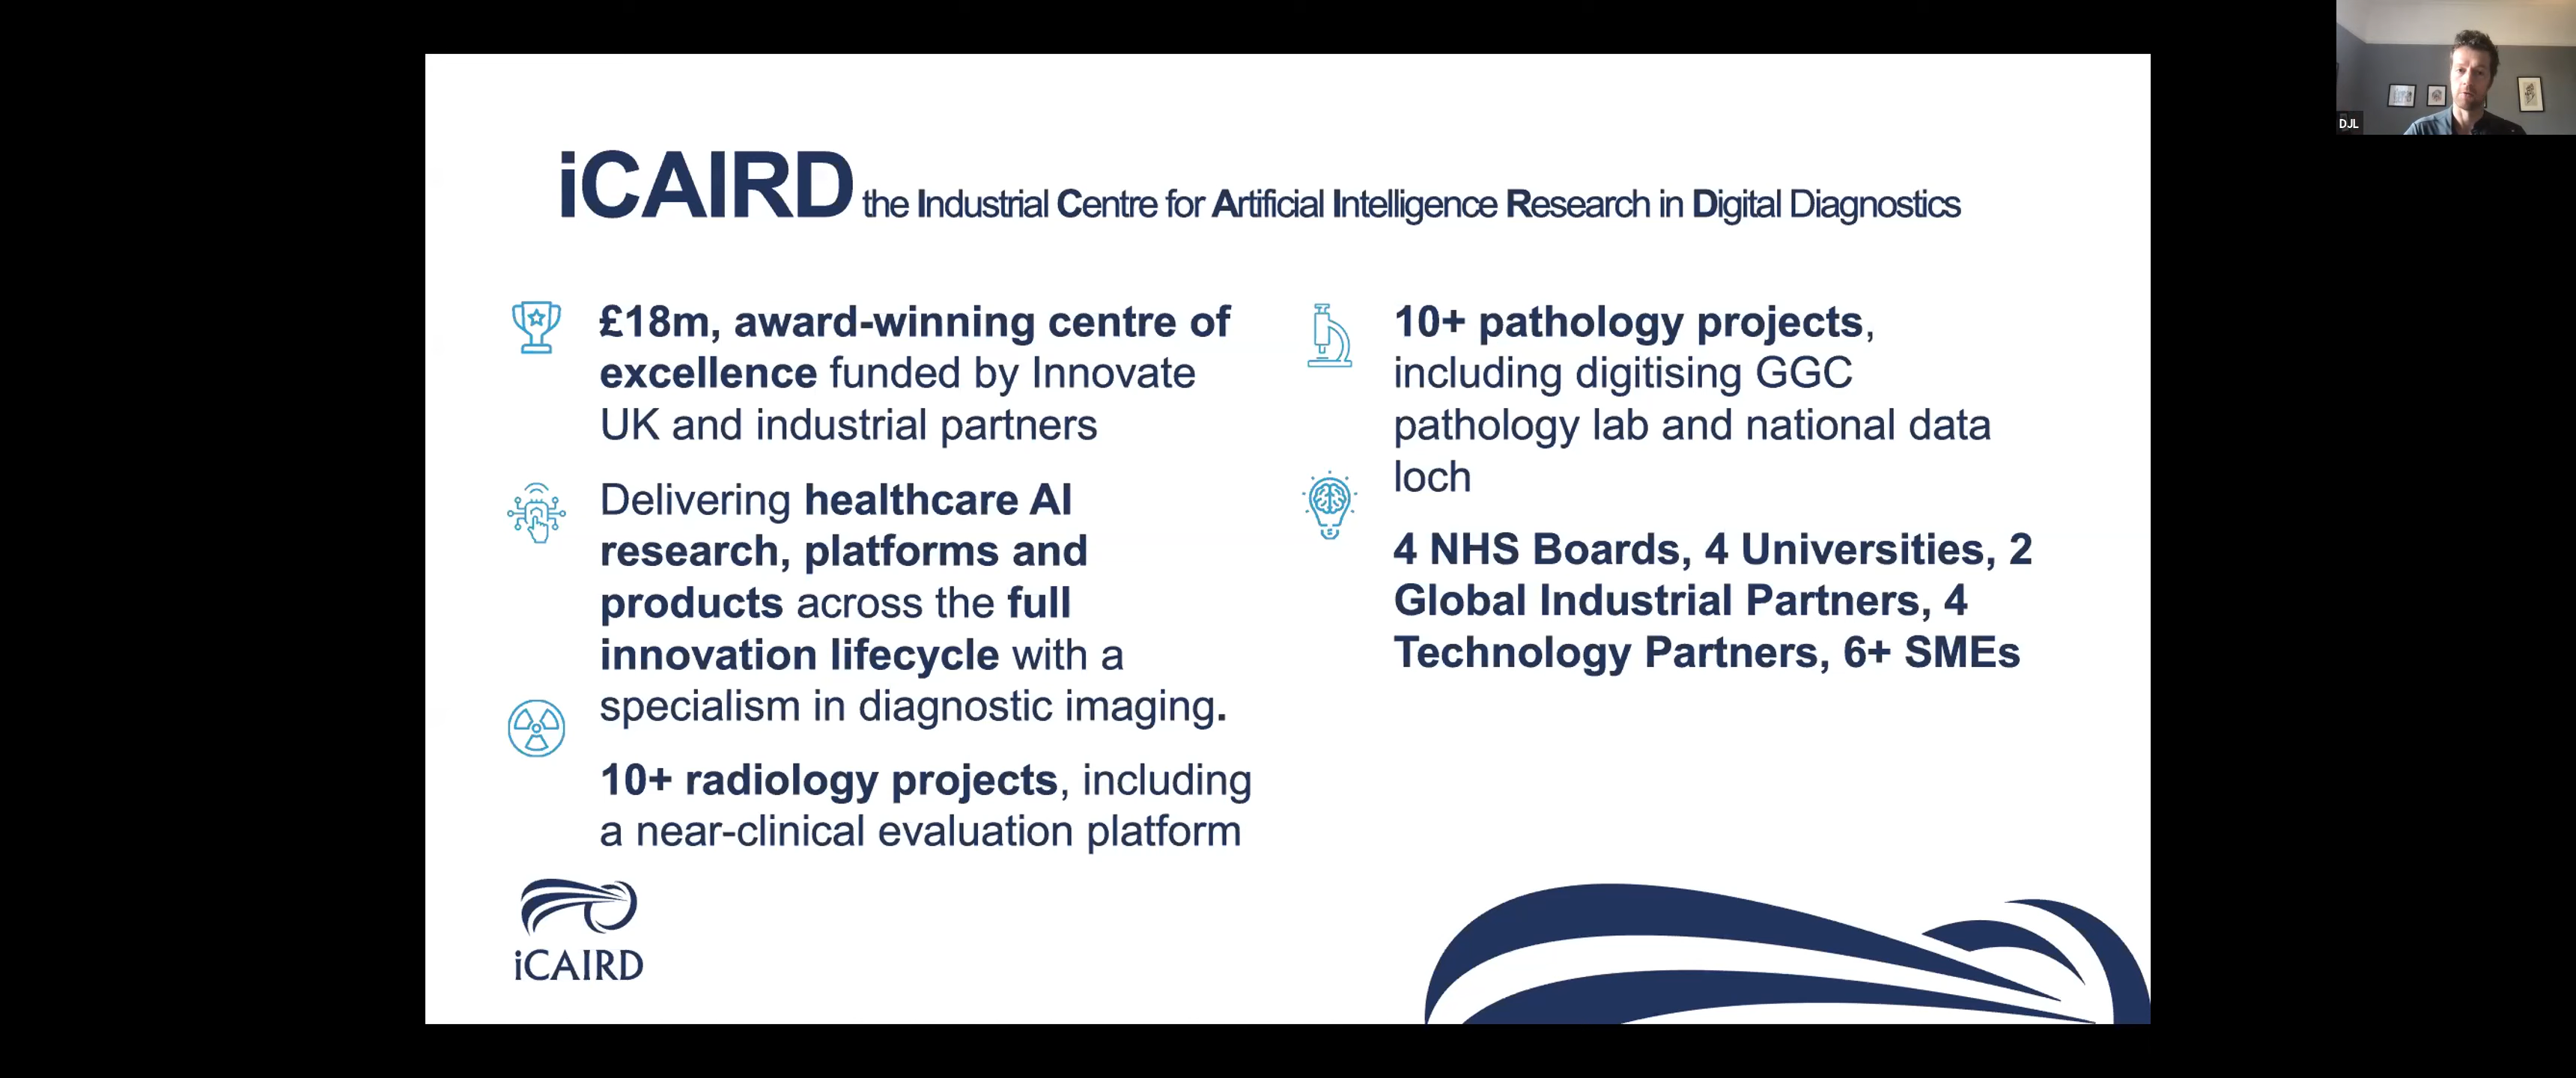 iCAIRD the Industrial Centre for Artificial Intelligence Research in Digital Diagnostics
£18m, award-winning centre of
excellence funded by Innovate
UK and industrial partners
Delivering healthcare AI
research, platforms and
products across the full
innovation lifecycle with a
specialism in diagnostic imaging.
10+ radiology projects, including
a near-clinical evaluation platform
10+ pathology projects,
including digitising GGC
pathology lab and national data
loch
4 NHS Boards, 4 Universities, 2
Global Industrial Partners, 4
Technology Partners, 6+ SMEs
iCAIRD
DJL